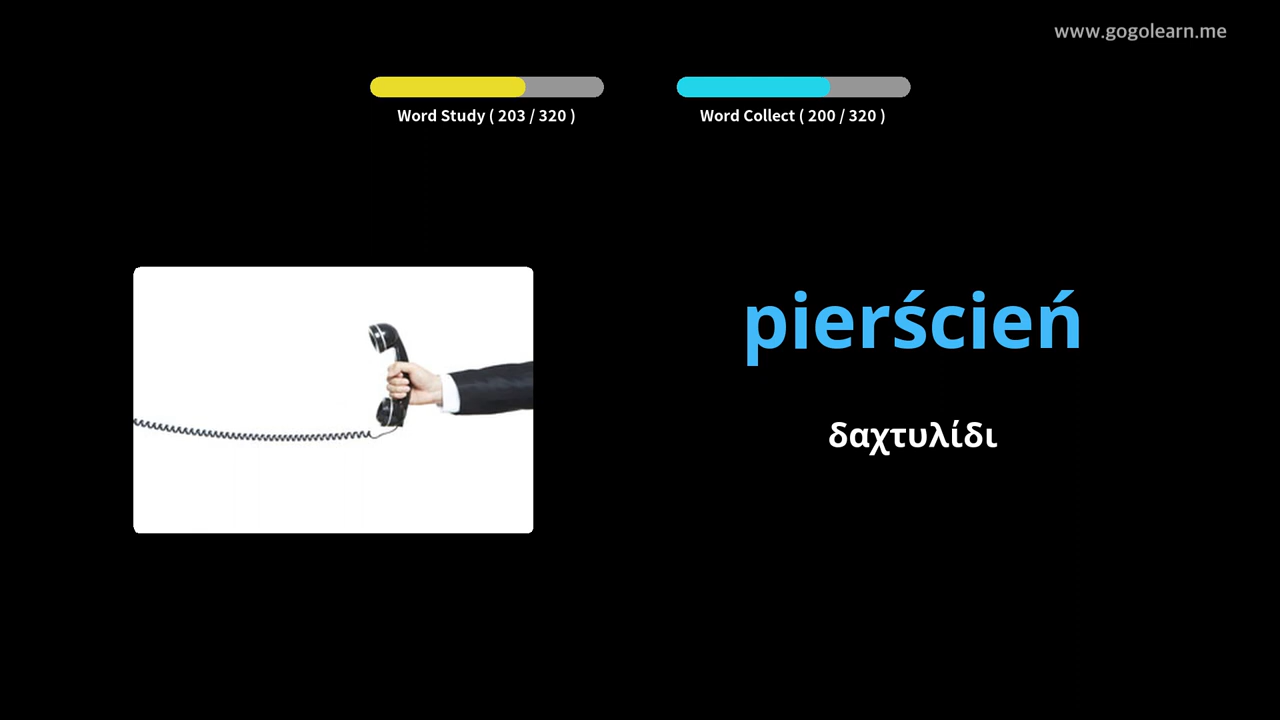 www.gogolearn.me
Word Study ( 203 / 320 )
Word Collect ( 200 / 320 )
pierścień
δαχτυλίδι